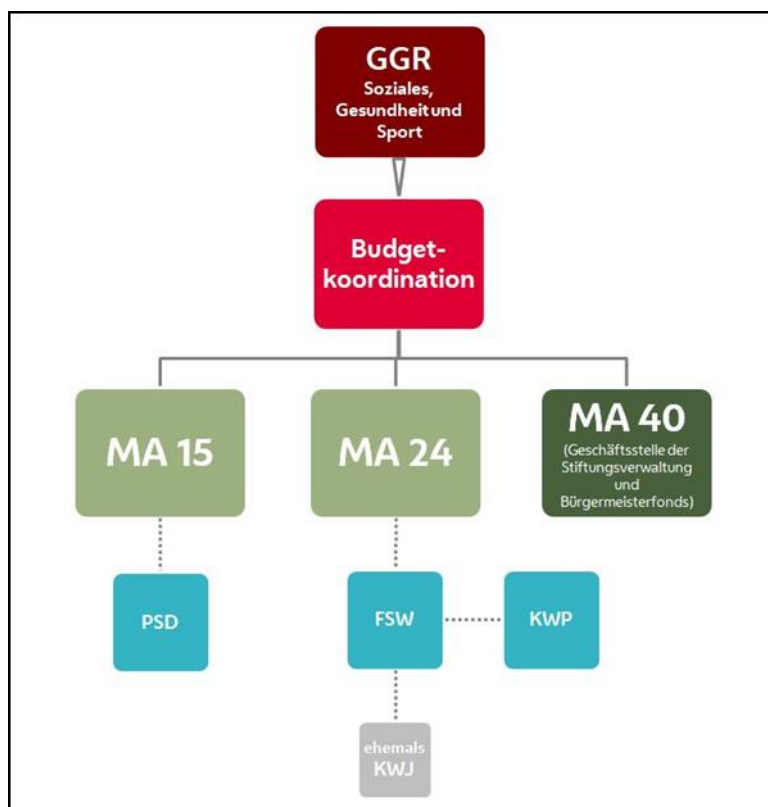 GGR
Soziales,
Gesundheit und
Sport
Budget-
koordination
MA 15
MA 24
MA 40
(Geschäftsstelle der
Stiftungsverwaltung
und
Bürgermeisterfonds)
PSD
FSW
KWP
ehemals
KWJ